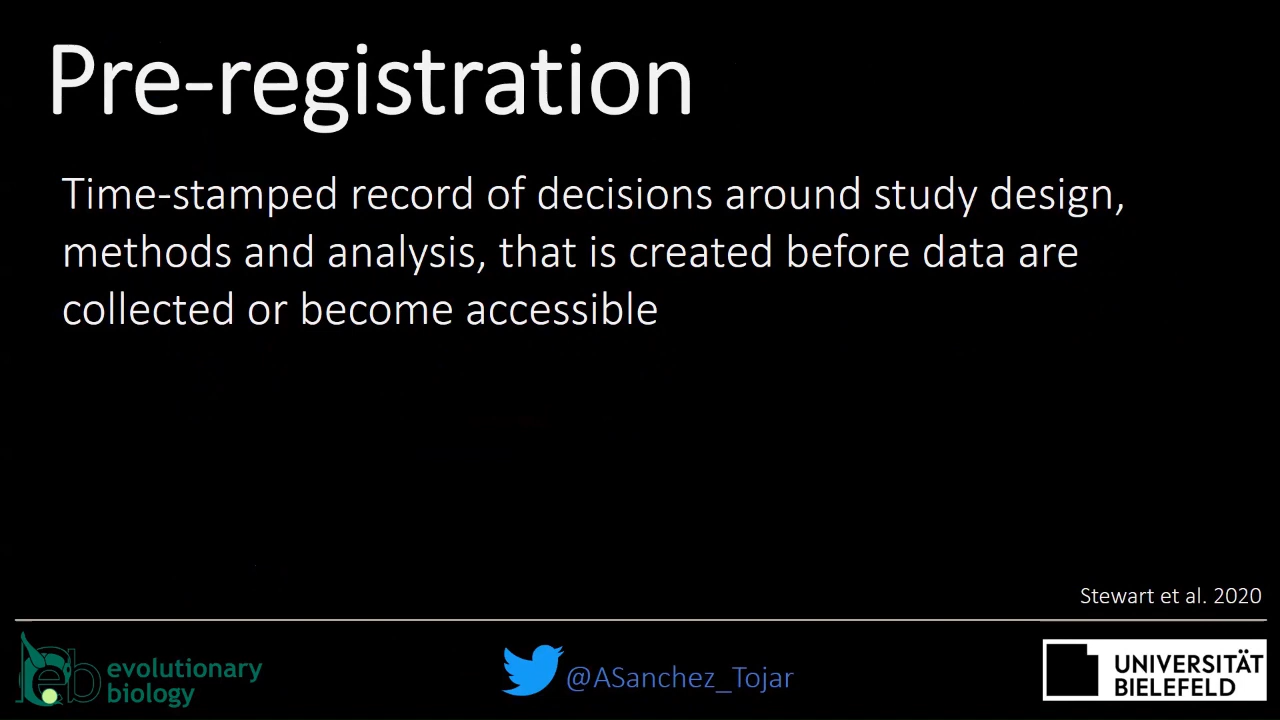 Pre-registration
Time-stamped record of decisions around study design,
methods and analysis, that is created before data are
collected or become accessible
Stewart et al. 2020
eb
evolutionary
biology
@ASanchez_Tojar
UNIVERSITÄT
BIELEFELD